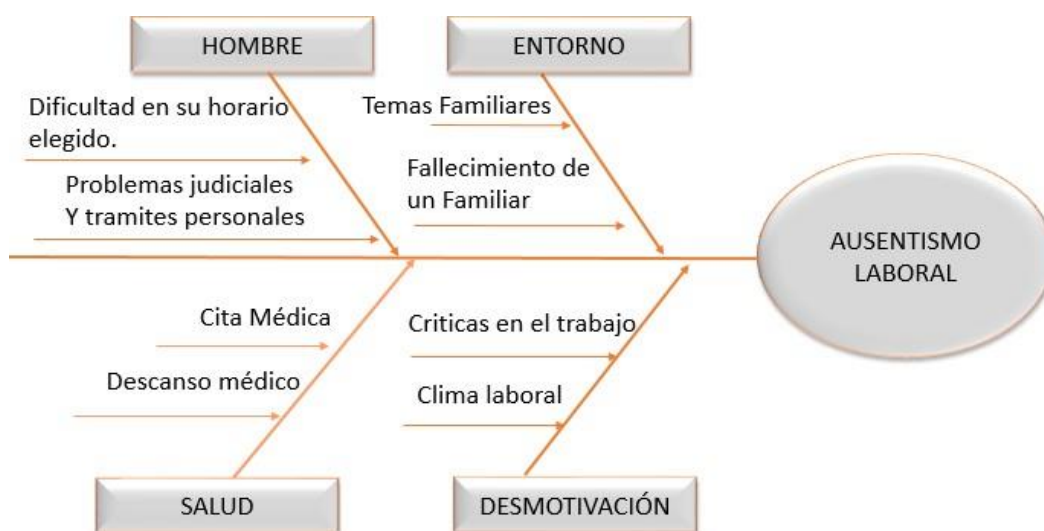 HOMBRE
ENTORNO
Dificultad en su horario
elegido.
Problemas judiciales
Y tramites personales
Temas Familiares
Fallecimiento de
un Familiar
AUSENTISMO
LABORAL
Cita Médica
Descanso médico
Criticas en el trabajo
Clima laboral
SALUD
DESMOTIVACIÓN